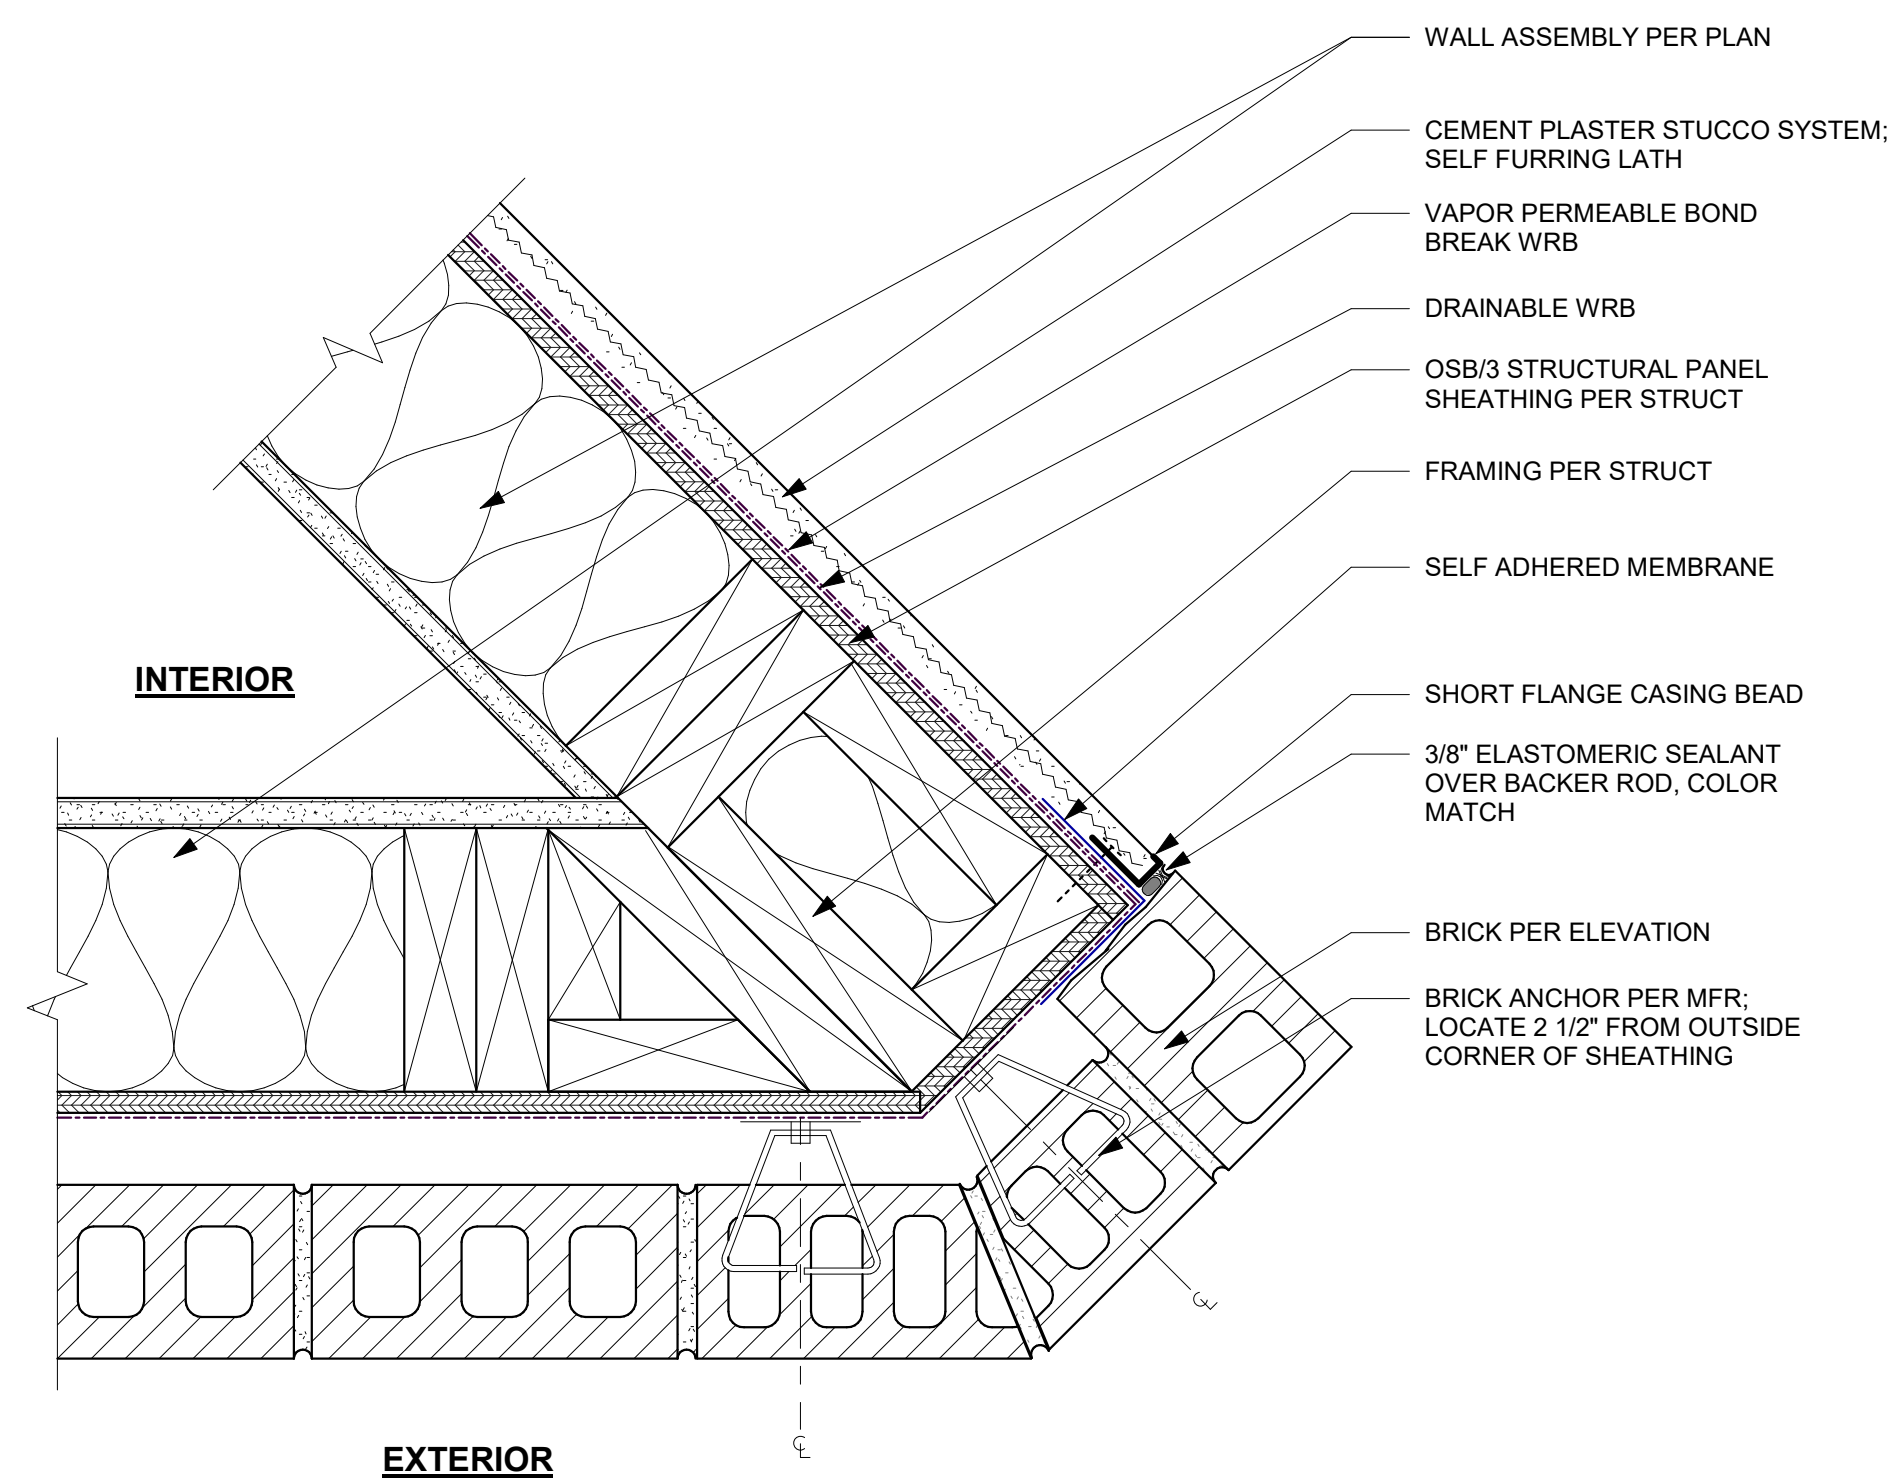 WALL ASSEMBLY PER PLAN
CEMENT PLASTER STUCCO SYSTEM;
SELF FURRING LATH
VAPOR PERMEABLE BOND
BREAK WRB
DRAINABLE WRB
OSB/3 STRUCTURAL PANEL
SHEATHING PER STRUCT
FRAMING PER STRUCT
SELF ADHERED MEMBRANE
INTERIOR
SHORT FLANGE CASING BEAD
3/8" ELASTOMERIC SEALANT
OVER BACKER ROD, COLOR
MATCH
BRICK PER ELEVATION
BRICK ANCHOR PER MFR;
LOCATE 2 1/2" FROM OUTSIDE
CORNER OF SHEATHING
℄
℄
EXTERIOR